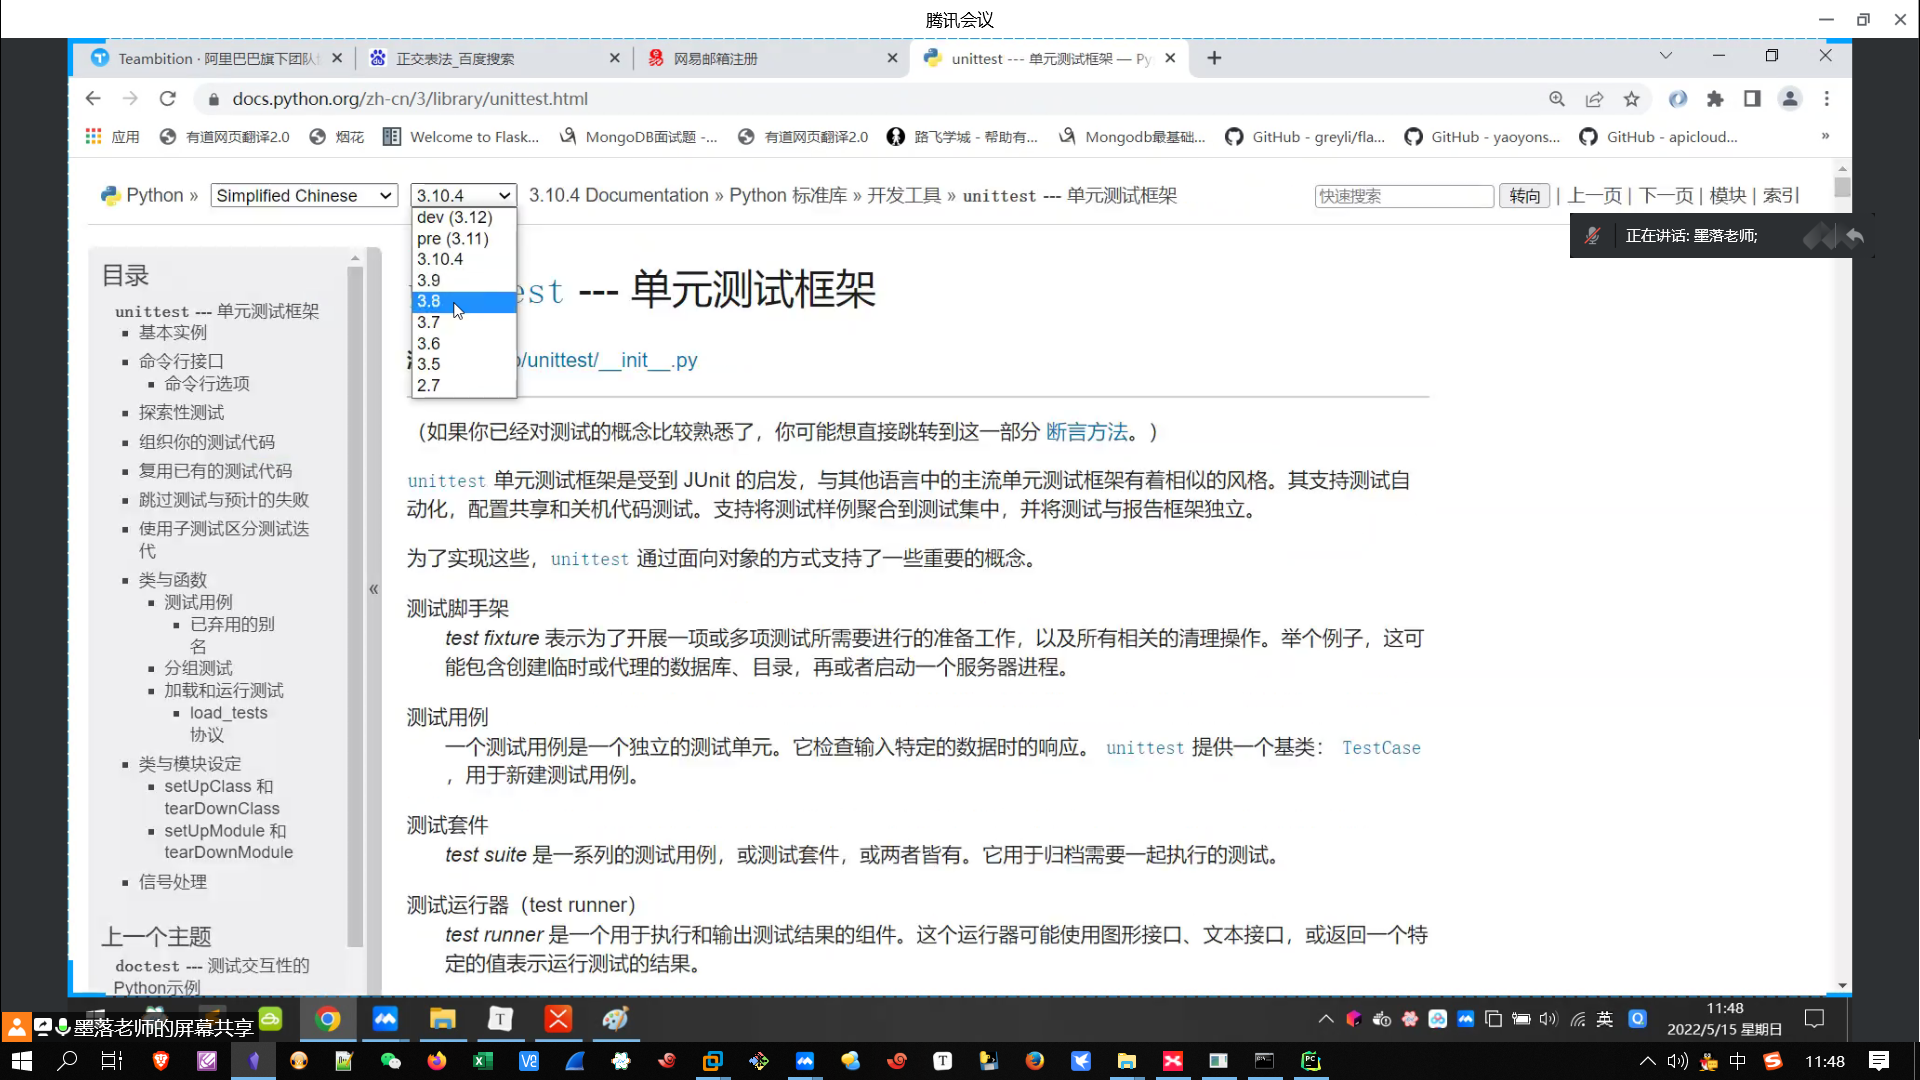 腾讯会议
Teambition · 阿里巴巴旗下团队
正交表法_百度搜索
网易邮箱注册
unittest --- 单元测试框架 — Py
docs.python.org/zh-cn/3/library/unittest.html
应用
有道网页翻译2.0
烟花
Welcome to Flask...
MongoDB面试题 -...
有道网页翻译2.0
路飞学城 - 帮助有...
Mongodb最基础...
GitHub - greyli/fla...
GitHub - yaoyons...
GitHub - apicloud...
»
Python »
Simplified Chinese
3.10.4
3.10.4 Documentation » Python 标准库 » 开发工具 » unittest --- 单元测试框架
快速搜索
转向
| 上一页 | 下一页 | 模块 | 索引
dev (3.12)
pre (3.11)
3.10.4
3.9
3.8
3.7
3.6
3.5
2.7
正在讲话: 墨落老师;
目录
unittest --- 单元测试框架
基本实例
命令行接口
命令行选项
探索性测试
组织你的测试代码
复用已有的测试代码
跳过测试与预计的失败
使用子测试区分测试迭
代
类与函数
测试用例
已弃用的别
名
分组测试
加载和运行测试
load_tests
协议
类与模块设定
setUpClass 和
tearDownClass
setUpModule 和
tearDownModule
信号处理
上一个主题
doctest --- 测试交互性的
Python示例
«
est --- 单元测试框架
/unittest/__init__.py
（如果你已经对测试的概念比较熟悉了，你可能想直接跳转到这一部分 断言方法。）
unittest 单元测试框架是受到 JUnit 的启发，与其他语言中的主流单元测试框架有着相似的风格。其支持测试自
动化，配置共享和关机代码测试。支持将测试样例聚合到测试集中，并将测试与报告框架独立。
为了实现这些，unittest 通过面向对象的方式支持了一些重要的概念。
测试脚手架
test fixture 表示为了开展一项或多项测试所需要进行的准备工作，以及所有相关的清理操作。举个例子，这可
能包含创建临时或代理的数据库、目录，再或者启动一个服务器进程。
测试用例
一个测试用例是一个独立的测试单元。它检查输入特定的数据时的响应。 unittest 提供一个基类： TestCase
，用于新建测试用例。
测试套件
test suite 是一系列的测试用例，或测试套件，或两者皆有。它用于归档需要一起执行的测试。
测试运行器（test runner）
test runner 是一个用于执行和输出测试结果的组件。这个运行器可能使用图形接口、文本接口，或返回一个特
定的值表示运行测试的结果。
墨落老师的屏幕共享
英
11:48
2022/5/15 星期日
中
11:48